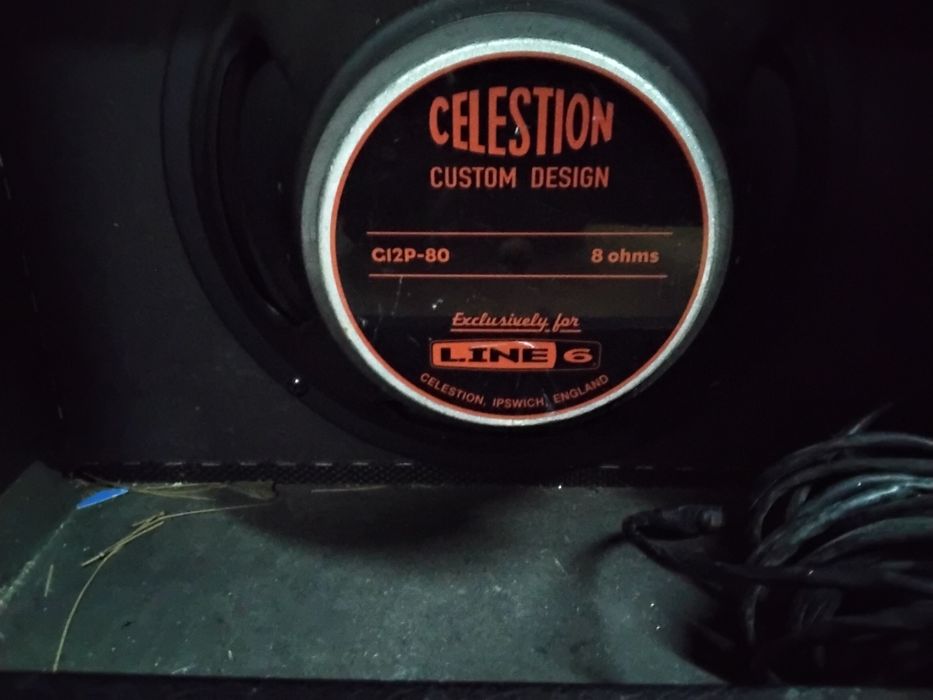 CELESTION
CUSTOM DESIGN
G12P-80 8 ohms
Exclusively for
LINE 6
CELESTION, IPSWICH, ENGLAND